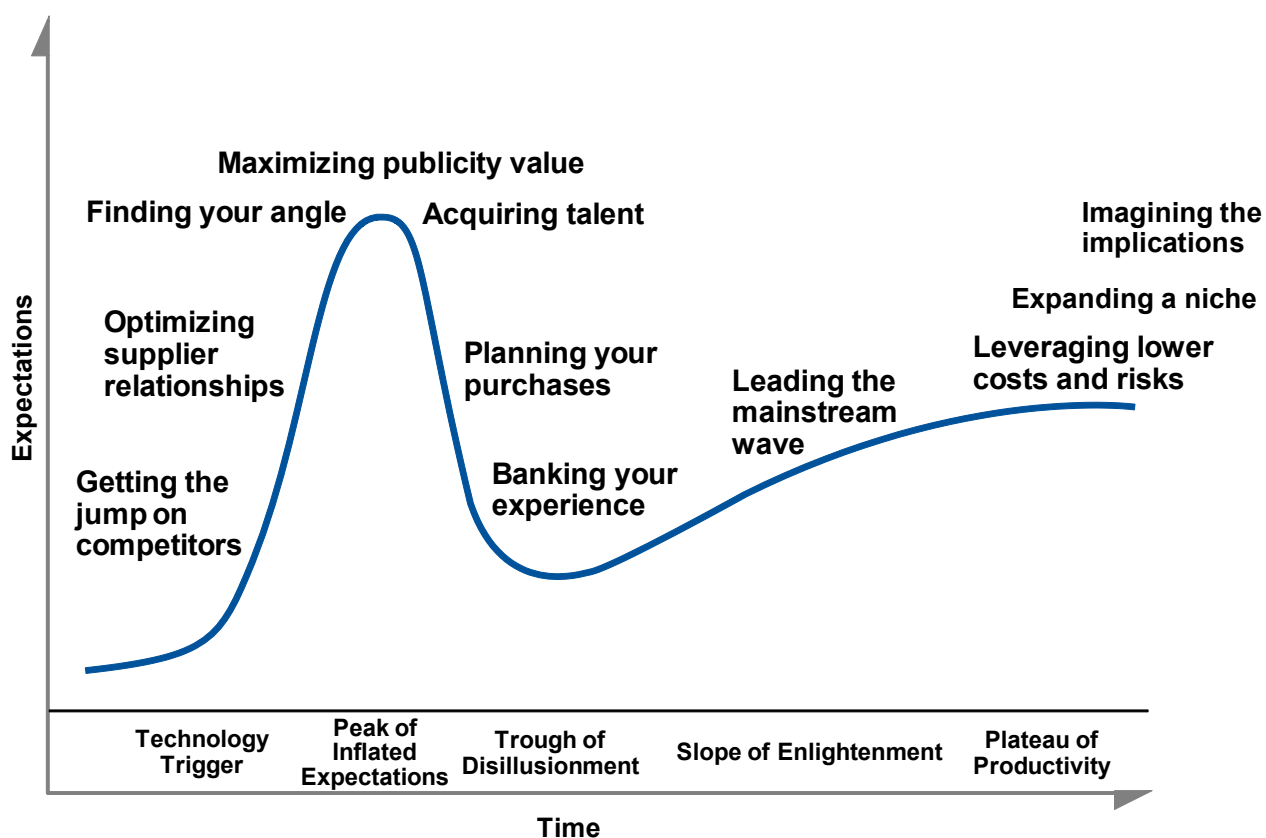 Maximizing publicity value
Finding your angle
Acquiring talent
Imagining the
implications
Expanding a niche
Optimizing
supplier
relationships
Planning your
purchases
Leveraging lower
costs and risks
Leading the
mainstream
wave
Getting the
jump on
competitors
Banking your
experience
Expectations
Technology
Trigger
Peak of
Inflated
Expectations
Trough of
Disillusionment
Slope of Enlightenment
Plateau of
Productivity
Time